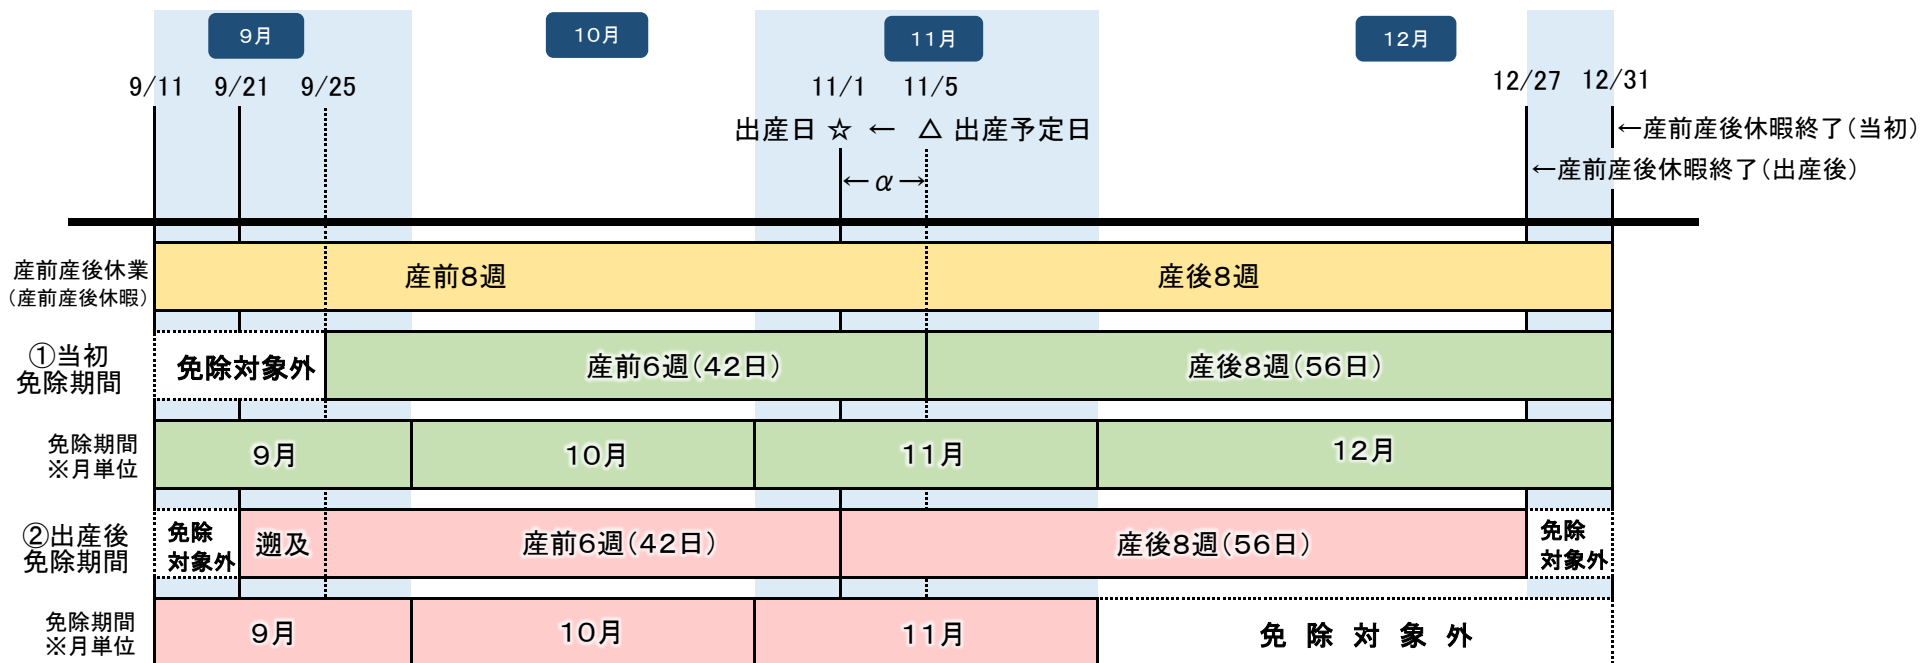 9月
10月
11月
12月
9/11 9/21 9/25 11/1 11/5 12/27 12/31
出産日 ☆ ← △ 出産予定日
←産前産後休暇終了(当初)
←産前産後休暇終了(出産後)
←α→
産前産後休業
(産前産後休暇)
産前8週
産後8週
①当初
免除期間
免除対象外
産前6週(42日)
産後8週(56日)
免除期間
※月単位
9月
10月
11月
12月
②出産後
免除期間
免除
対象外
遡及
産前6週(42日)
産後8週(56日)
免除
対象外
免除期間
※月単位
9月
10月
11月
免除対象外